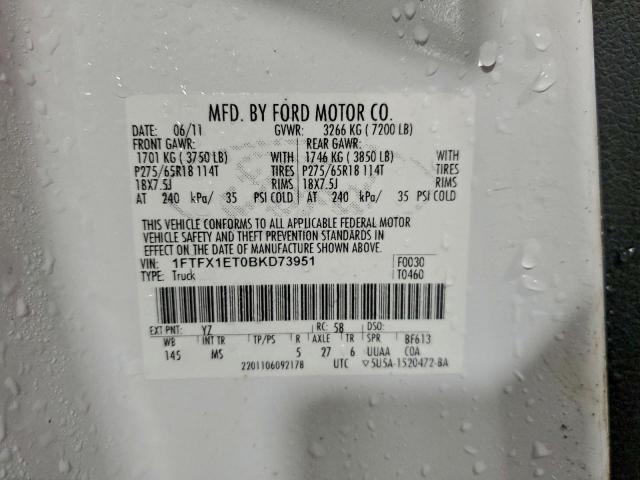 MFD. BY FORD MOTOR CO.
DATE: 06/11 GVWR: 3266 KG ( 7200 LB)
FRONT GAWR: REAR GAWR:
1701 KG ( 3750 LB) WITH 1746 KG ( 3850 LB) WITH
P275/65R18 114T TIRES P275/65R18 114T TIRES
18X7.5J RIMS 18X7.5J RIMS
AT 240 kPa/ 35 PSI COLD AT 240 kPa/ 35 PSI COLD
THIS VEHICLE CONFORMS TO ALL APPLICABLE FEDERAL MOTOR
VEHICLE SAFETY AND THEFT PREVENTION STANDARDS IN
EFFECT ON THE DATE OF MANUFACTURE SHOWN ABOVE.
VIN: 1FTFX1ET0BKD73951 F0030
TYPE: Truck T0460
EXT PNT: YZ RC: 58 DSO:
WB INT TR TP/PS R AXLE TR SPR BF613
145 MS 5 27 6 UUAA COA
2201106092178 UTC ▽5U5A-1520472-BA